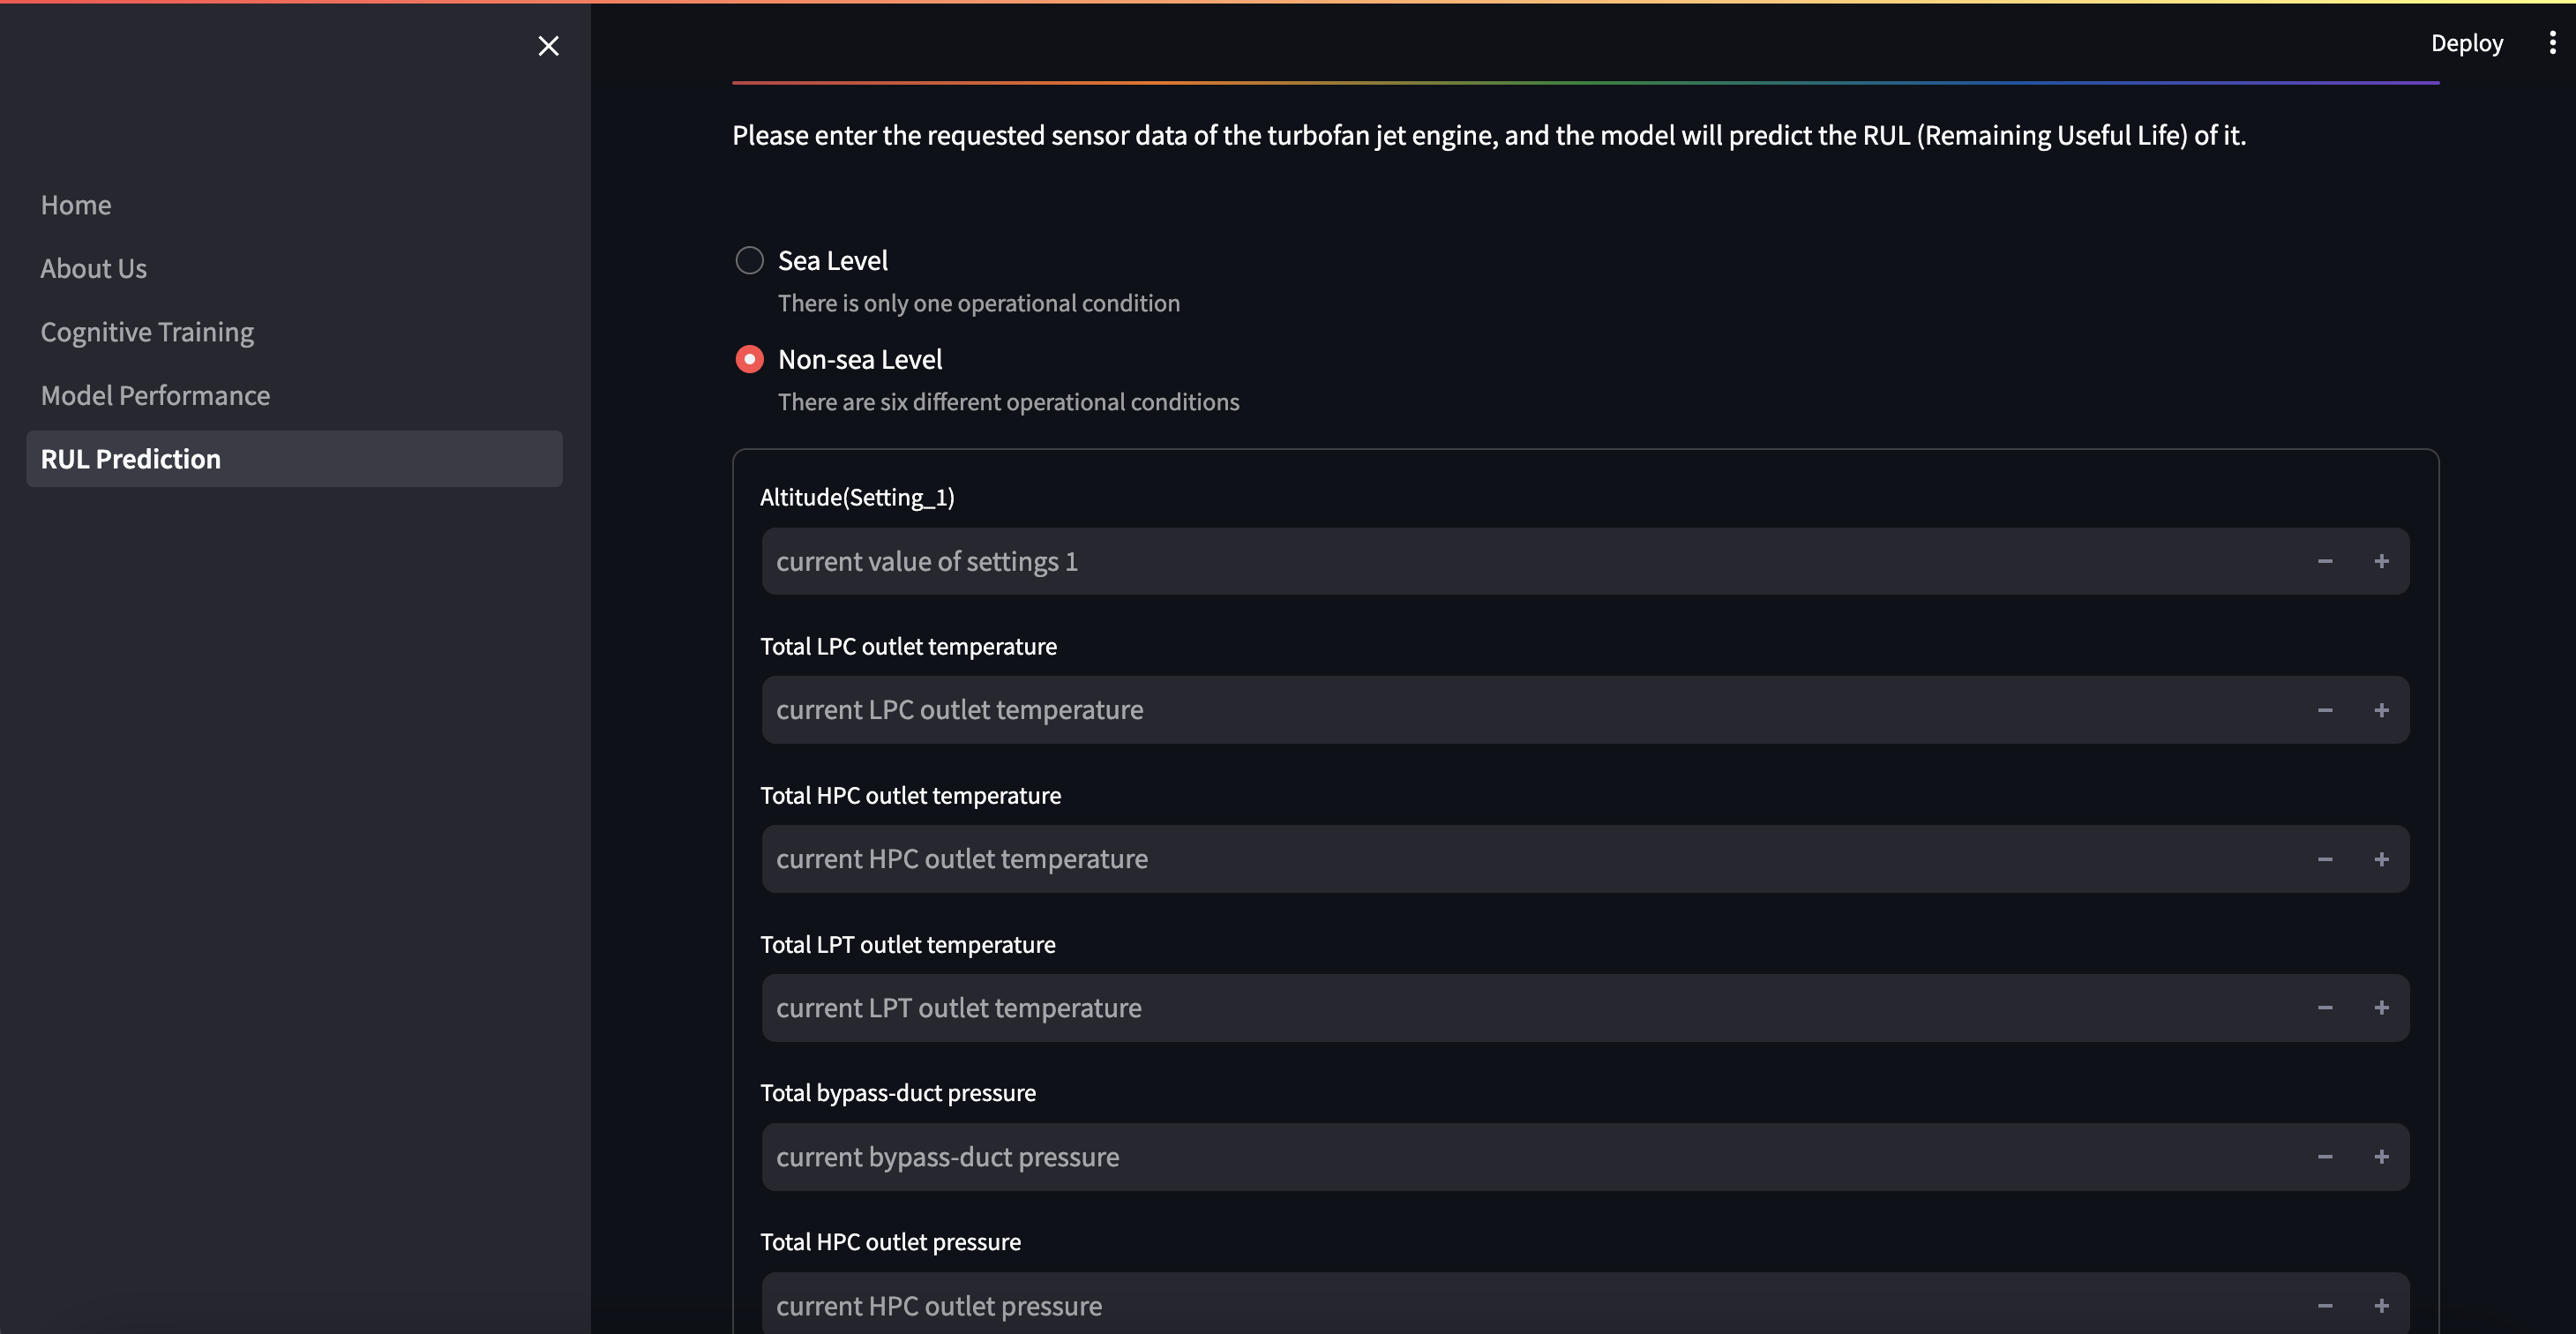 Deploy
Home
About Us
Cognitive Training
Model Performance
RUL Prediction
Please enter the requested sensor data of the turbofan jet engine, and the model will predict the RUL (Remaining Useful Life) of it.
Sea Level
There is only one operational condition
Non-sea Level
There are six different operational conditions
Altitude(Setting_1)
current value of settings 1
Total LPC outlet temperature
current LPC outlet temperature
Total HPC outlet temperature
current HPC outlet temperature
Total LPT outlet temperature
current LPT outlet temperature
Total bypass-duct pressure
current bypass-duct pressure
Total HPC outlet pressure
current HPC outlet pressure